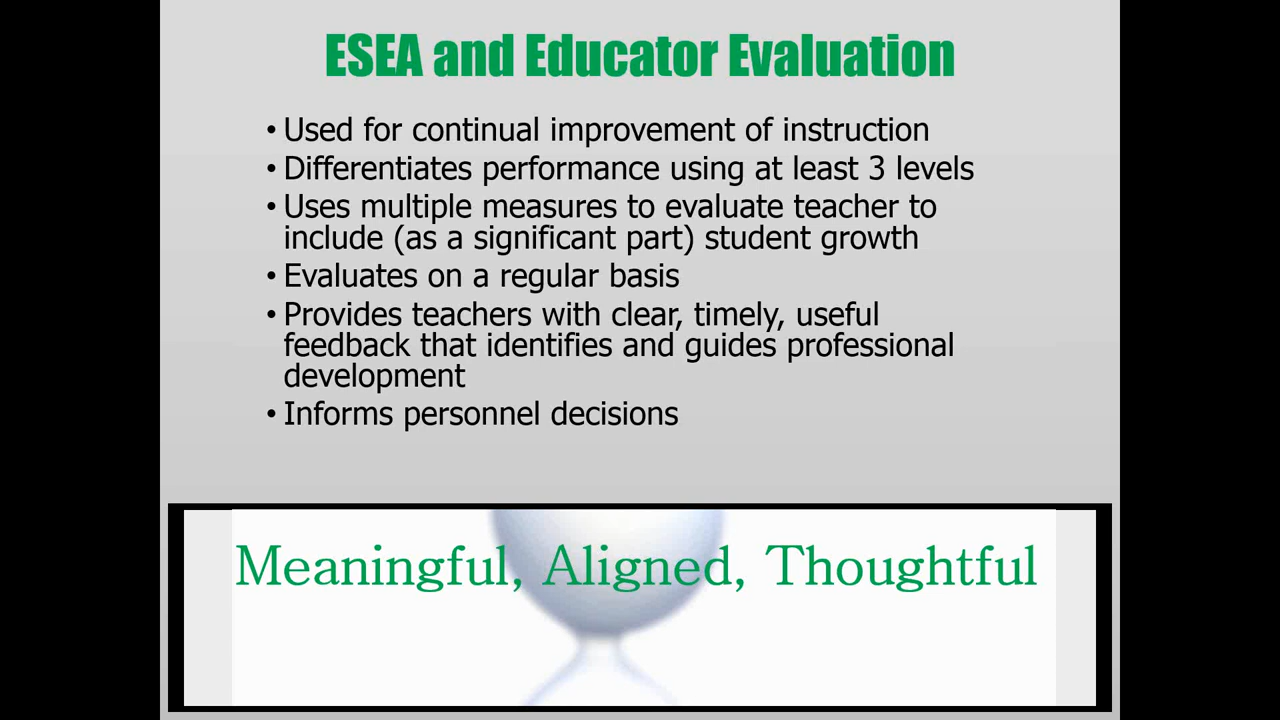 ESEA and Educator Evaluation
• Used for continual improvement of instruction
• Differentiates performance using at least 3 levels
• Uses multiple measures to evaluate teacher to
include (as a significant part) student growth
• Evaluates on a regular basis
• Provides teachers with clear, timely, useful
feedback that identifies and guides professional
development
• Informs personnel decisions
Meaningful, Aligned, Thoughtful